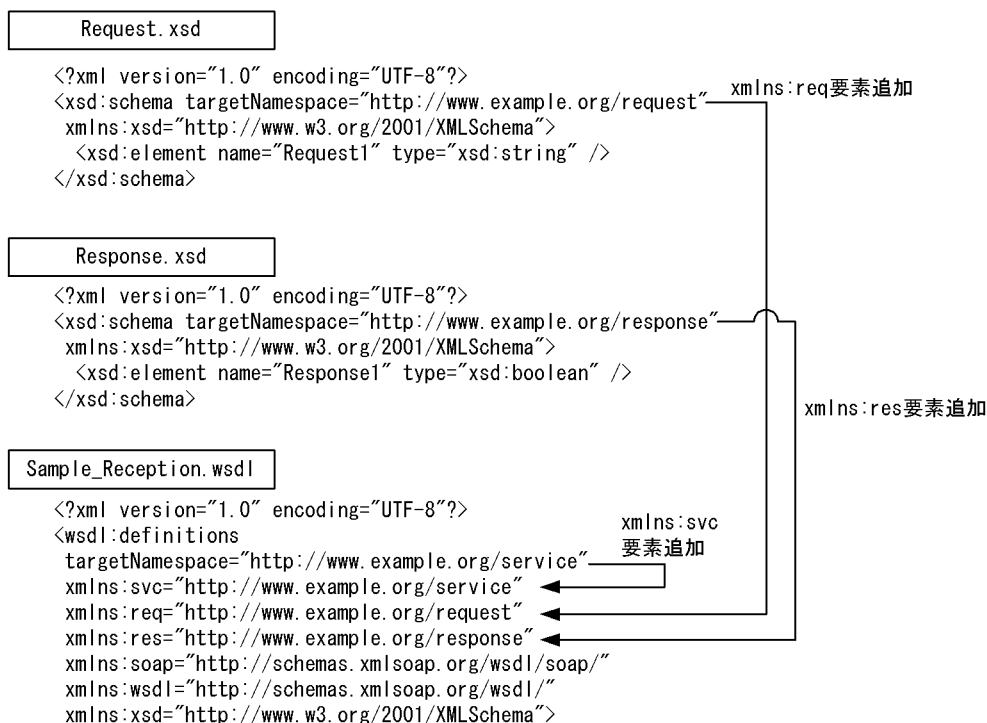 Request.xsd
<?xml version="1.0" encoding="UTF-8"?>
<xsd:schema targetNamespace="http://www.example.org/request"
xmlns:xsd="http://www.w3.org/2001/XMLSchema">
<xsd:element name="Request1" type="xsd:string" />
</xsd:schema>
xmlns:req要素追加
Response.xsd
<?xml version="1.0" encoding="UTF-8"?>
<xsd:schema targetNamespace="http://www.example.org/response"
xmlns:xsd="http://www.w3.org/2001/XMLSchema">
<xsd:element name="Response1" type="xsd:boolean" />
</xsd:schema>
xmlns:res要素追加
Sample_Reception.wsdl
<?xml version="1.0" encoding="UTF-8"?>
<wsdl:definitions
targetNamespace="http://www.example.org/service"
xmlns:svc
要素追加
xmlns:svc="http://www.example.org/service"
xmlns:req="http://www.example.org/request"
xmlns:res="http://www.example.org/response"
xmlns:soap="http://schemas.xmlsoap.org/wsdl/soap/"
xmlns:wsdl="http://schemas.xmlsoap.org/wsdl/"
xmlns:xsd="http://www.w3.org/2001/XMLSchema">